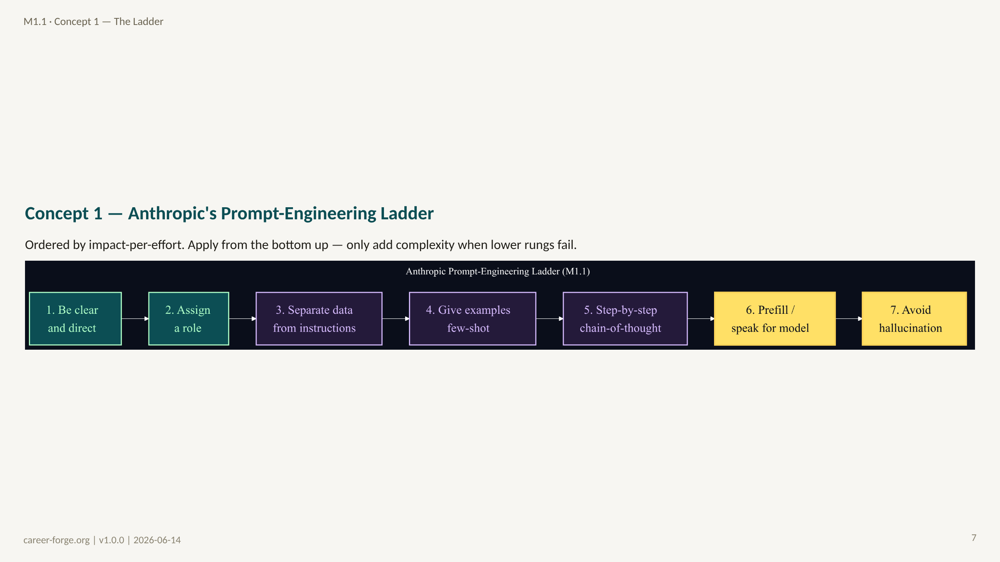 M1.1 · Concept 1 — The Ladder
Concept 1 — Anthropic's Prompt-Engineering Ladder
Ordered by impact-per-effort. Apply from the bottom up — only add complexity when lower rungs fail.
Anthropic Prompt-Engineering Ladder (M1.1)
1. Be clear
and direct
2. Assign
a role
3. Separate data
from instructions
4. Give examples
few-shot
5. Step-by-step
chain-of-thought
6. Prefill /
speak for model
7. Avoid
hallucination
career-forge.org | v1.0.0 | 2026-06-14
7